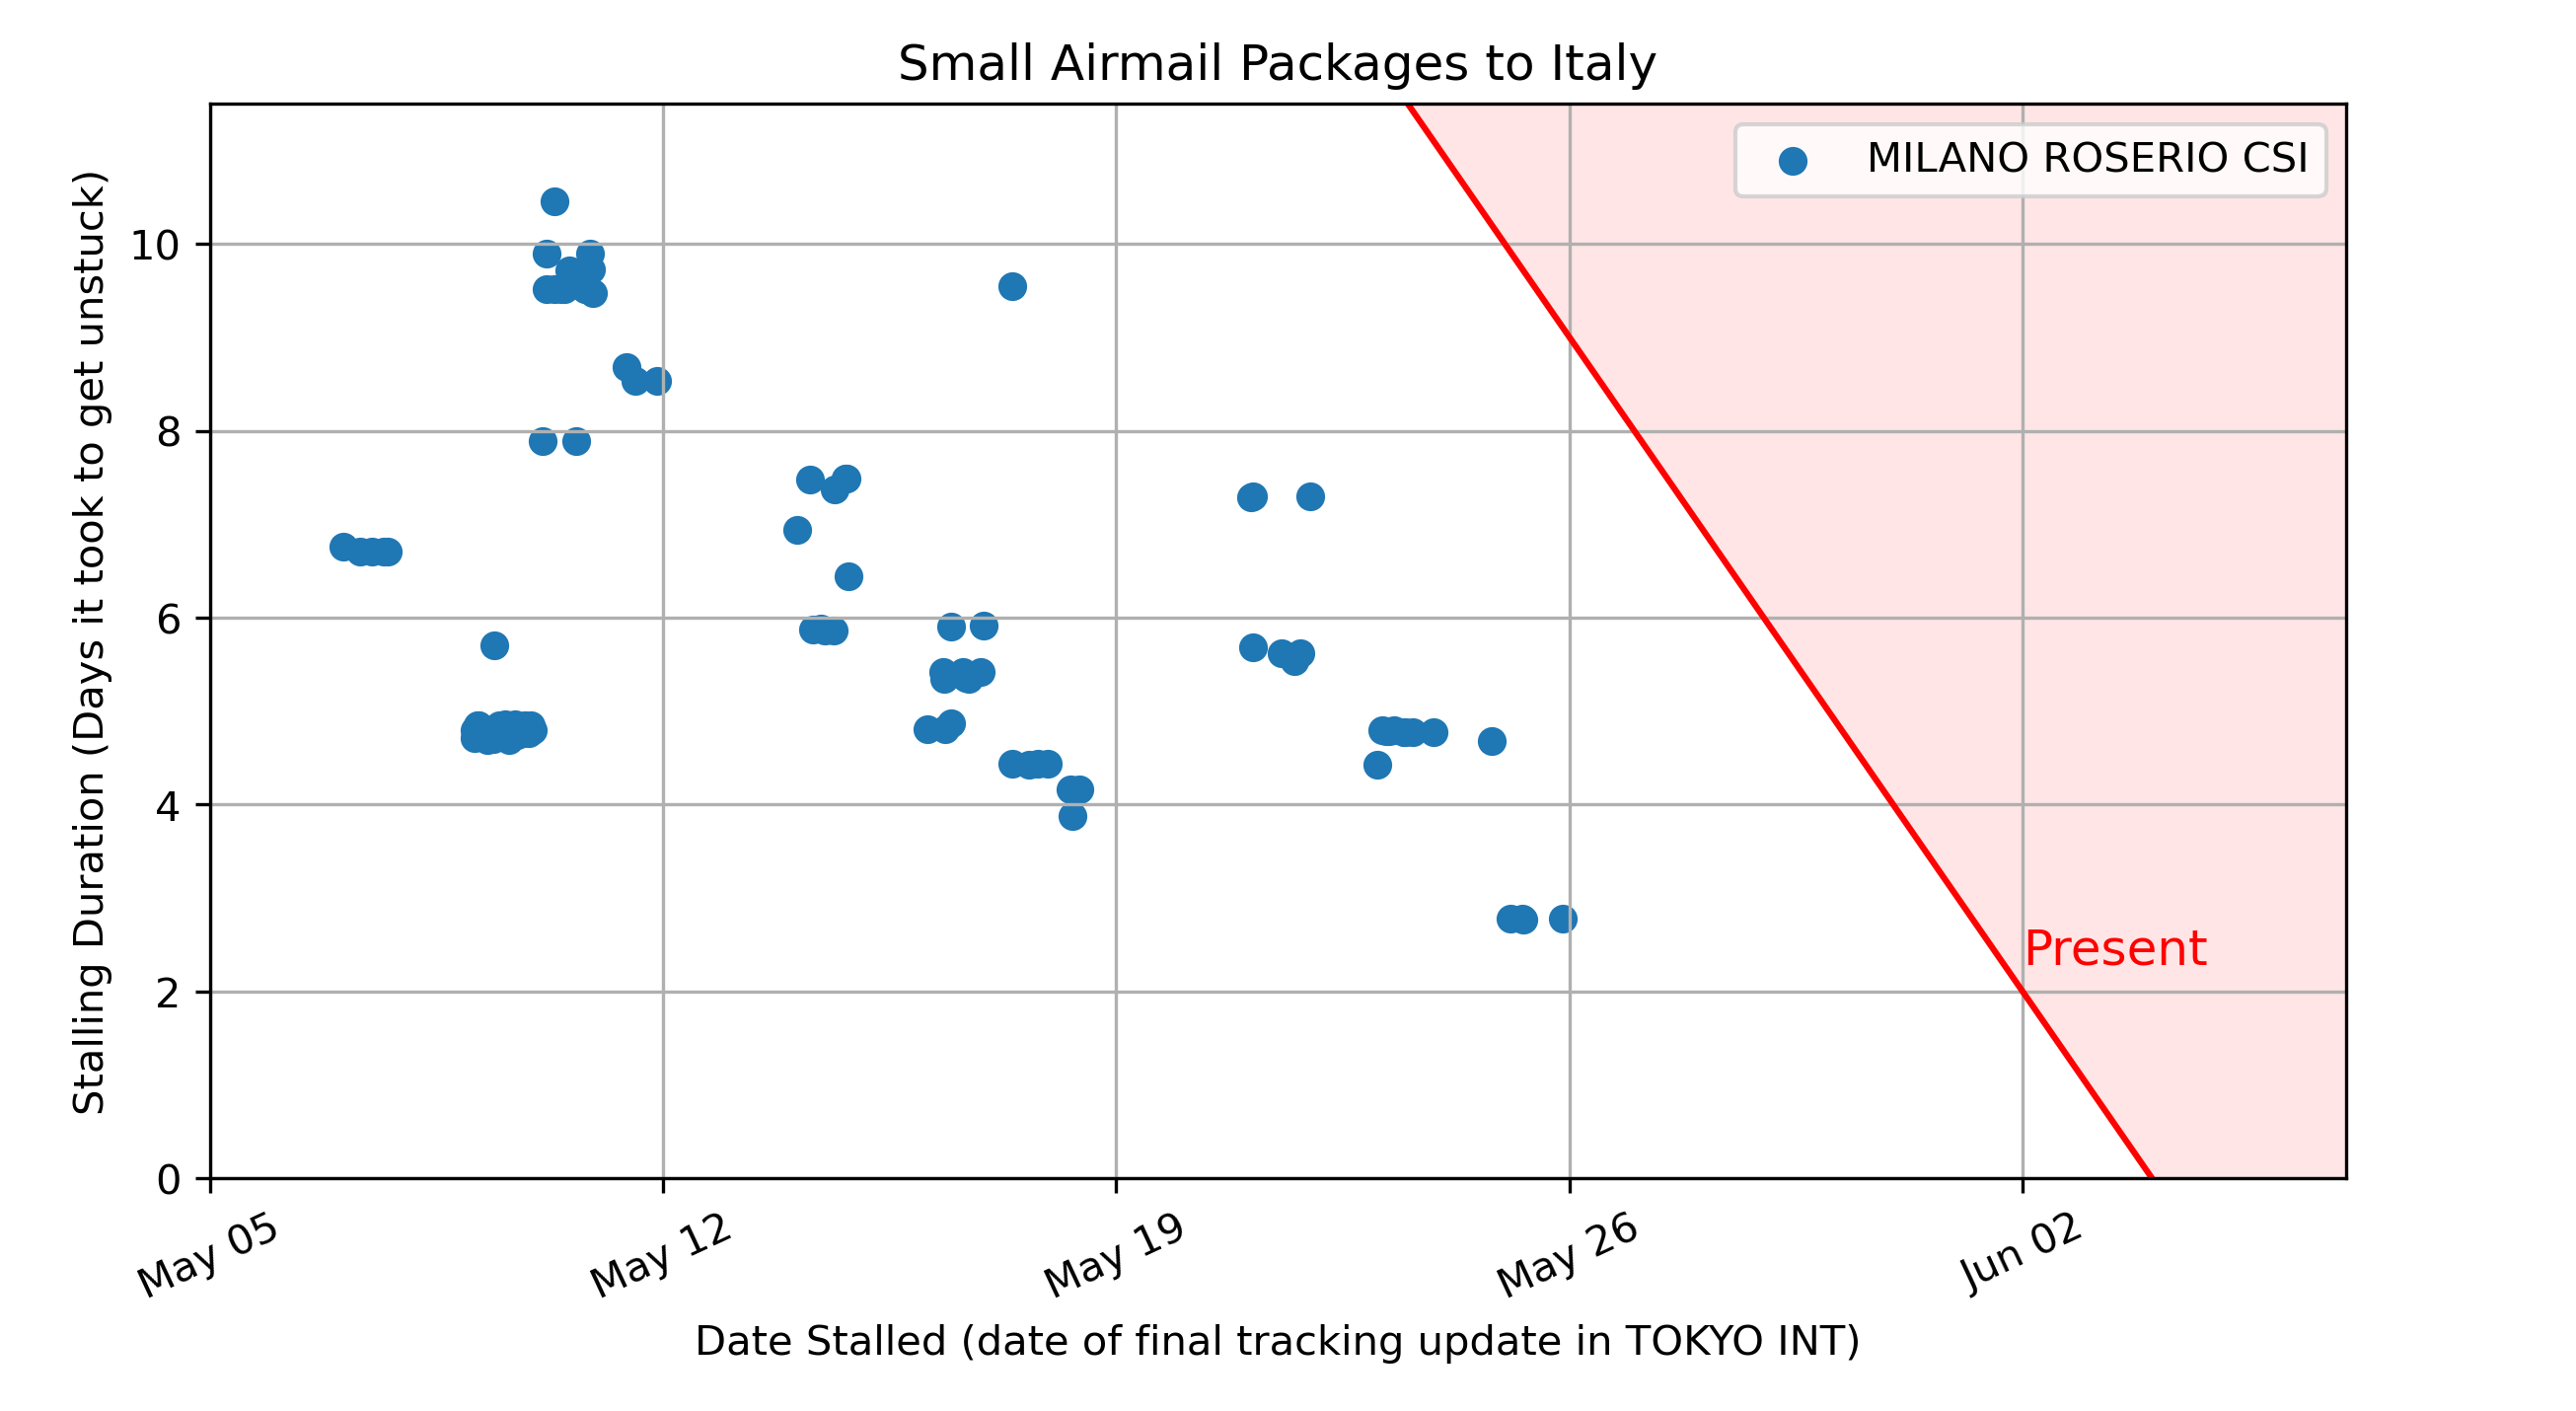 Small Airmail Packages to Italy
Stalling Duration (Days it took to get unstuck)
10
8
6
4
2
0
MILANO ROSERIO CSI
Present
May 05
May 12
May 19
May 26
Jun 02
Date Stalled (date of final tracking update in TOKYO INT)